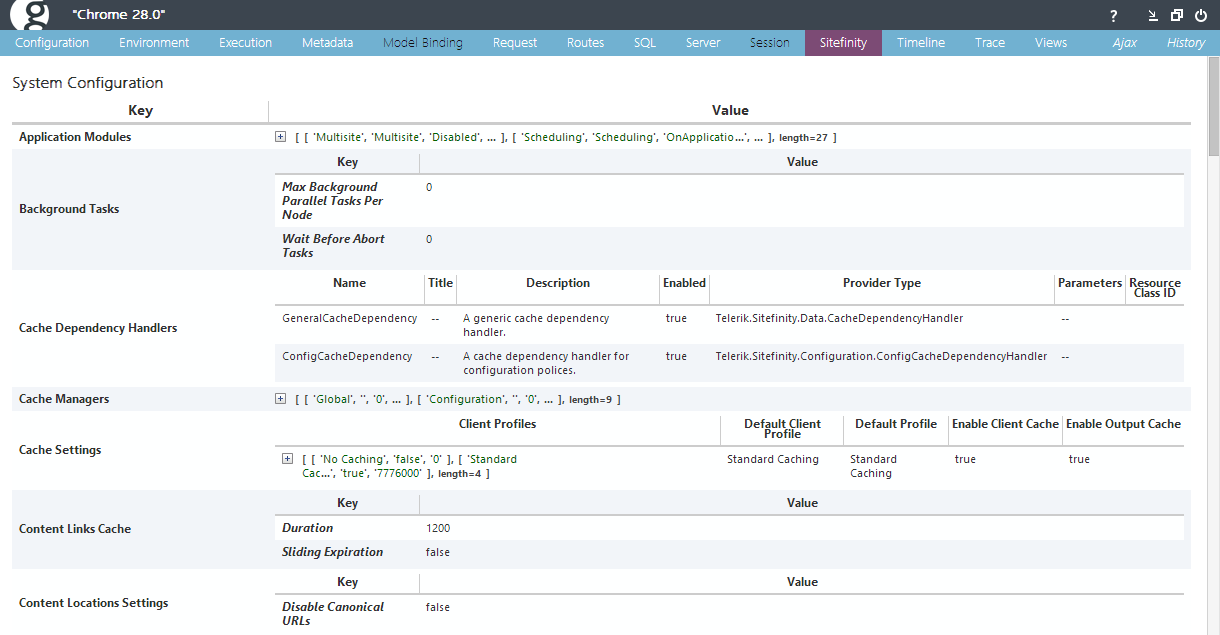 g "Chrome 28.0" ?
Configuration Environment Execution Metadata Model Binding Request Routes SQL Server Session Sitefinity Timeline Trace Views Ajax History
System Configuration
Key Value
Application Modules [ [ 'Multisite', 'Multisite', 'Disabled', ... ], [ 'Scheduling', 'Scheduling', 'OnApplicatio...', ... ], length=27 ]
Background Tasks
Key Value
Max Background 0
Parallel Tasks Per
Node
Wait Before Abort 0
Tasks
Cache Dependency Handlers
Name Title Description Enabled Provider Type Parameters Resource
Class ID
GeneralCacheDependency -- A generic cache dependency true Telerik.Sitefinity.Data.CacheDependencyHandler --
handler.
ConfigCacheDependency -- A cache dependency handler for true Telerik.Sitefinity.Configuration.ConfigCacheDependencyHandler --
configuration polices.
Cache Managers [ [ 'Global', '', '0', ... ], [ 'Configuration', '', '0', ... ], length=9 ]
Cache Settings
Client Profiles Default Client Default Profile Enable Client Cache Enable Output Cache
Profile
[ [ 'No Caching', 'false', '0' ], [ 'Standard Standard Caching Standard true true
Cac...', 'true', '7776000' ], length=4 ] Caching
Content Links Cache
Key Value
Duration 1200
Sliding Expiration false
Content Locations Settings
Key Value
Disable Canonical false
URLs